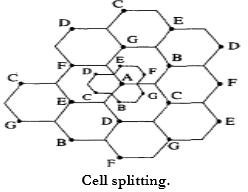 C
D E
G D
F E B
D F
C A F
C B G
E C
G D E
B
F G
Cell splitting.